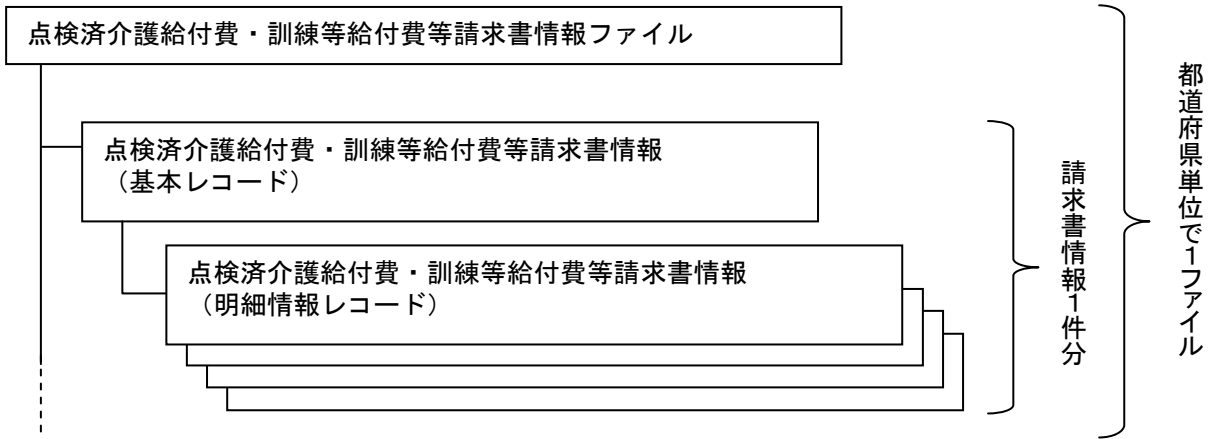 点検済介護給付費・訓練等給付費等請求書情報ファイル
点検済介護給付費・訓練等給付費等請求書情報
（基本レコード）
点検済介護給付費・訓練等給付費等請求書情報
（明細情報レコード）
請求書情報１件分
都道府県単位で１ファイル